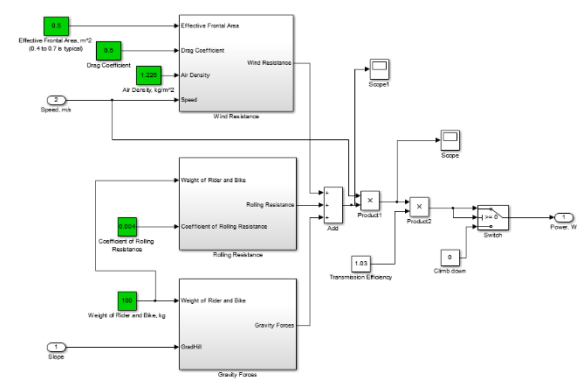 0.5
Effective Frontal Area, m^2
(0.4 to 0.7 is typical)
0.5
Drag Coefficient
1.226
Air Density, kg/m^2
2
Speed, m/s
Effective Frontal Area
Drag Coefficient
Air Density
Speed
Wind Resistance
Wind Resistance
Scope1
Scope
Weight of Rider and Bike
Coefficient of Rolling Resistance
Rolling Resistance
Rolling Resistance
0.004
Coefficient of Rolling
Resistance
+
+
+
Add
×
Product1
×
Product2
>= 0
Switch
1
Power, W
1.03
Transmission Efficiency
0
Climb down
100
Weight of Rider and Bike, kg
1
Slope
Weight of Rider and Bike
GradHill
Gravity Forces
Gravity Forces